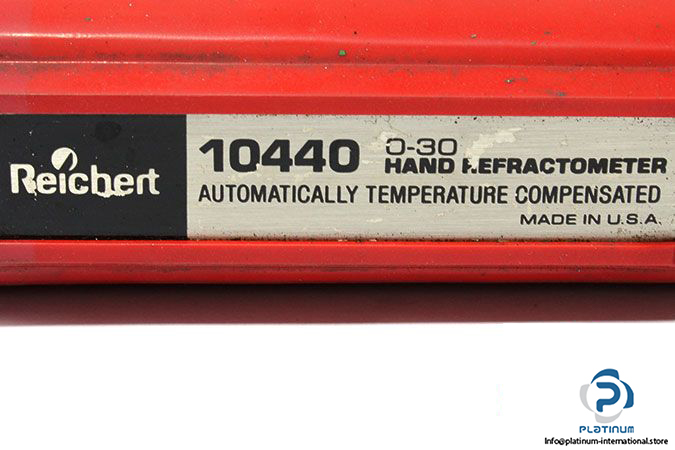 Reichert
10440 0-30
HAND REFRACTOMETER
AUTOMATICALLY TEMPERATURE COMPENSATED
MADE IN U.S.A.
PLATINUM
Info@platinum-international.store